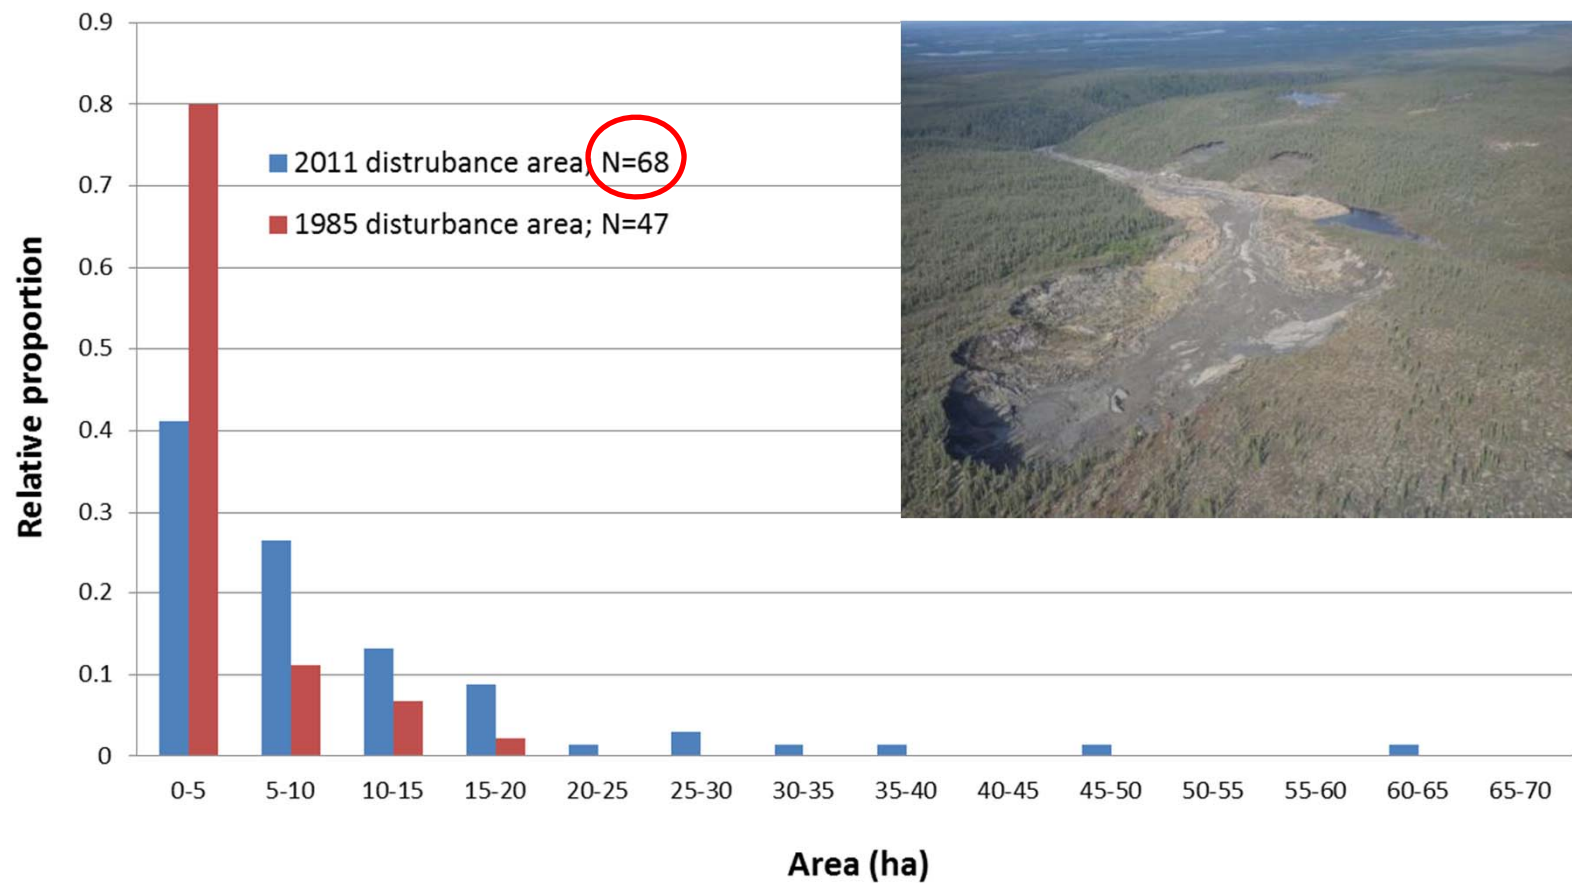 0.9
0.8
0.7
0.6
0.5
0.4
0.3
0.2
0.1
0
Relative proportion
2011 distrubance area; N=68
1985 disturbance area; N=47
0-5 5-10 10-15 15-20 20-25 25-30 30-35 35-40 40-45 45-50 50-55 55-60 60-65 65-70
Area (ha)